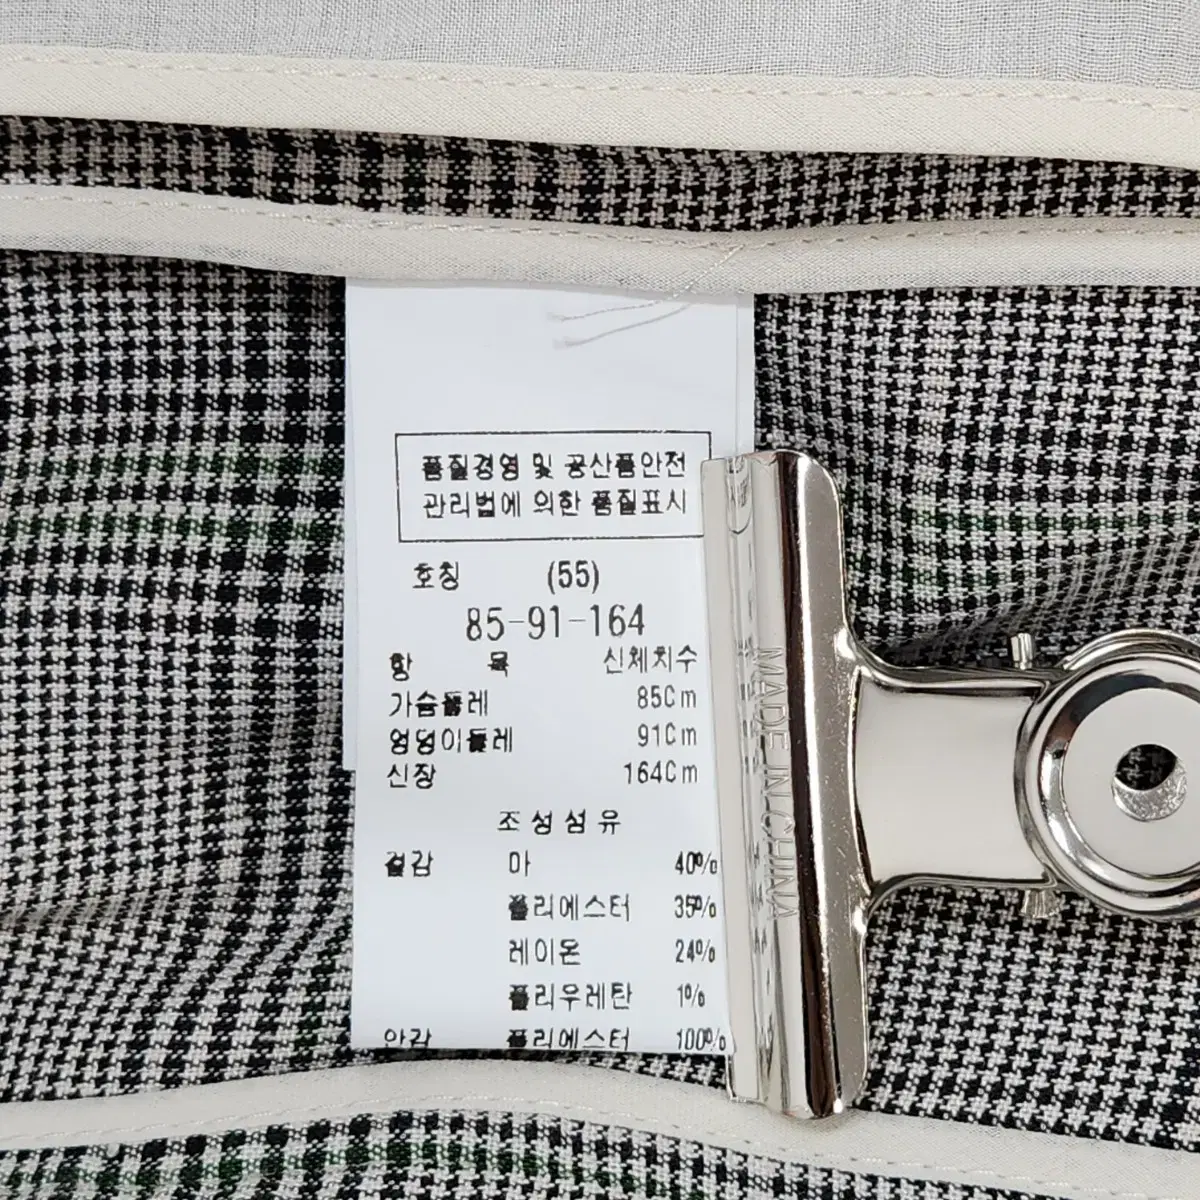 품질경영 및 공산품안전
관리법에 의한 품질표시
호칭 (55)
85-91-164
항 목 신체치수
가슴둘레 85Cm
엉덩이둘레 91Cm
신장 164Cm
조성섬유
겉감 마 40%
폴리에스터 35%
레이온 24%
폴리우레탄 1%
안감 폴리에스터 100%
MADE IN CHINA